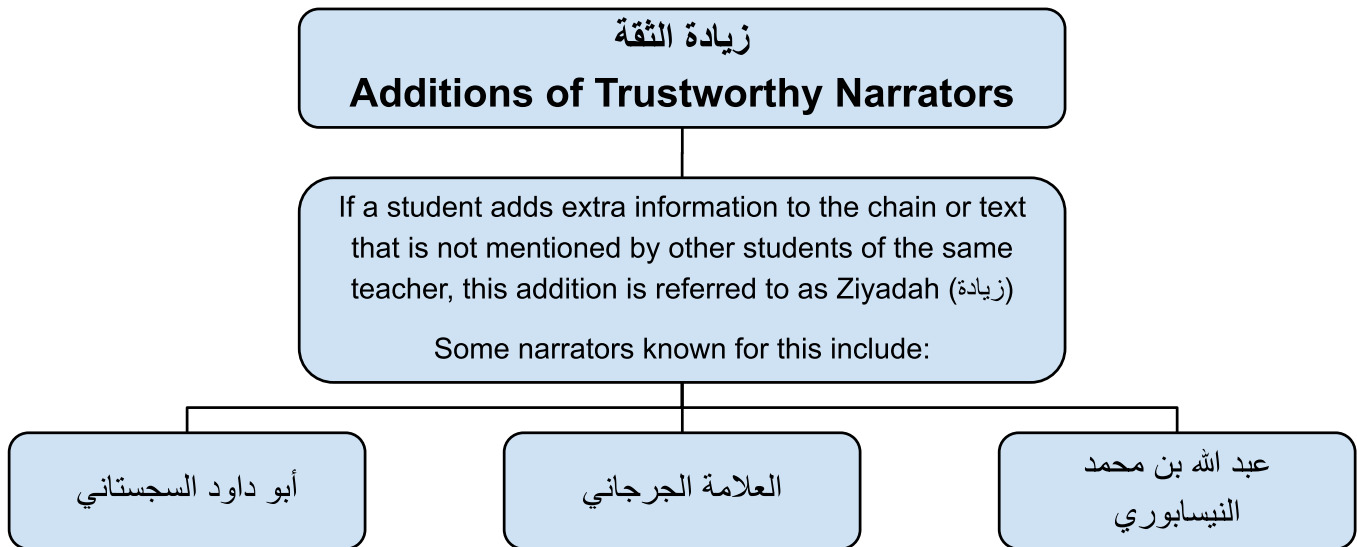 زيادة الثقة
Additions of Trustworthy Narrators
If a student adds extra information to the chain or text
that is not mentioned by other students of the same
teacher, this addition is referred to as Ziyadah (زيادة)
Some narrators known for this include:
أبو داود السجستاني
العلامة الجرجاني
عبد الله بن محمد
النيسابوري